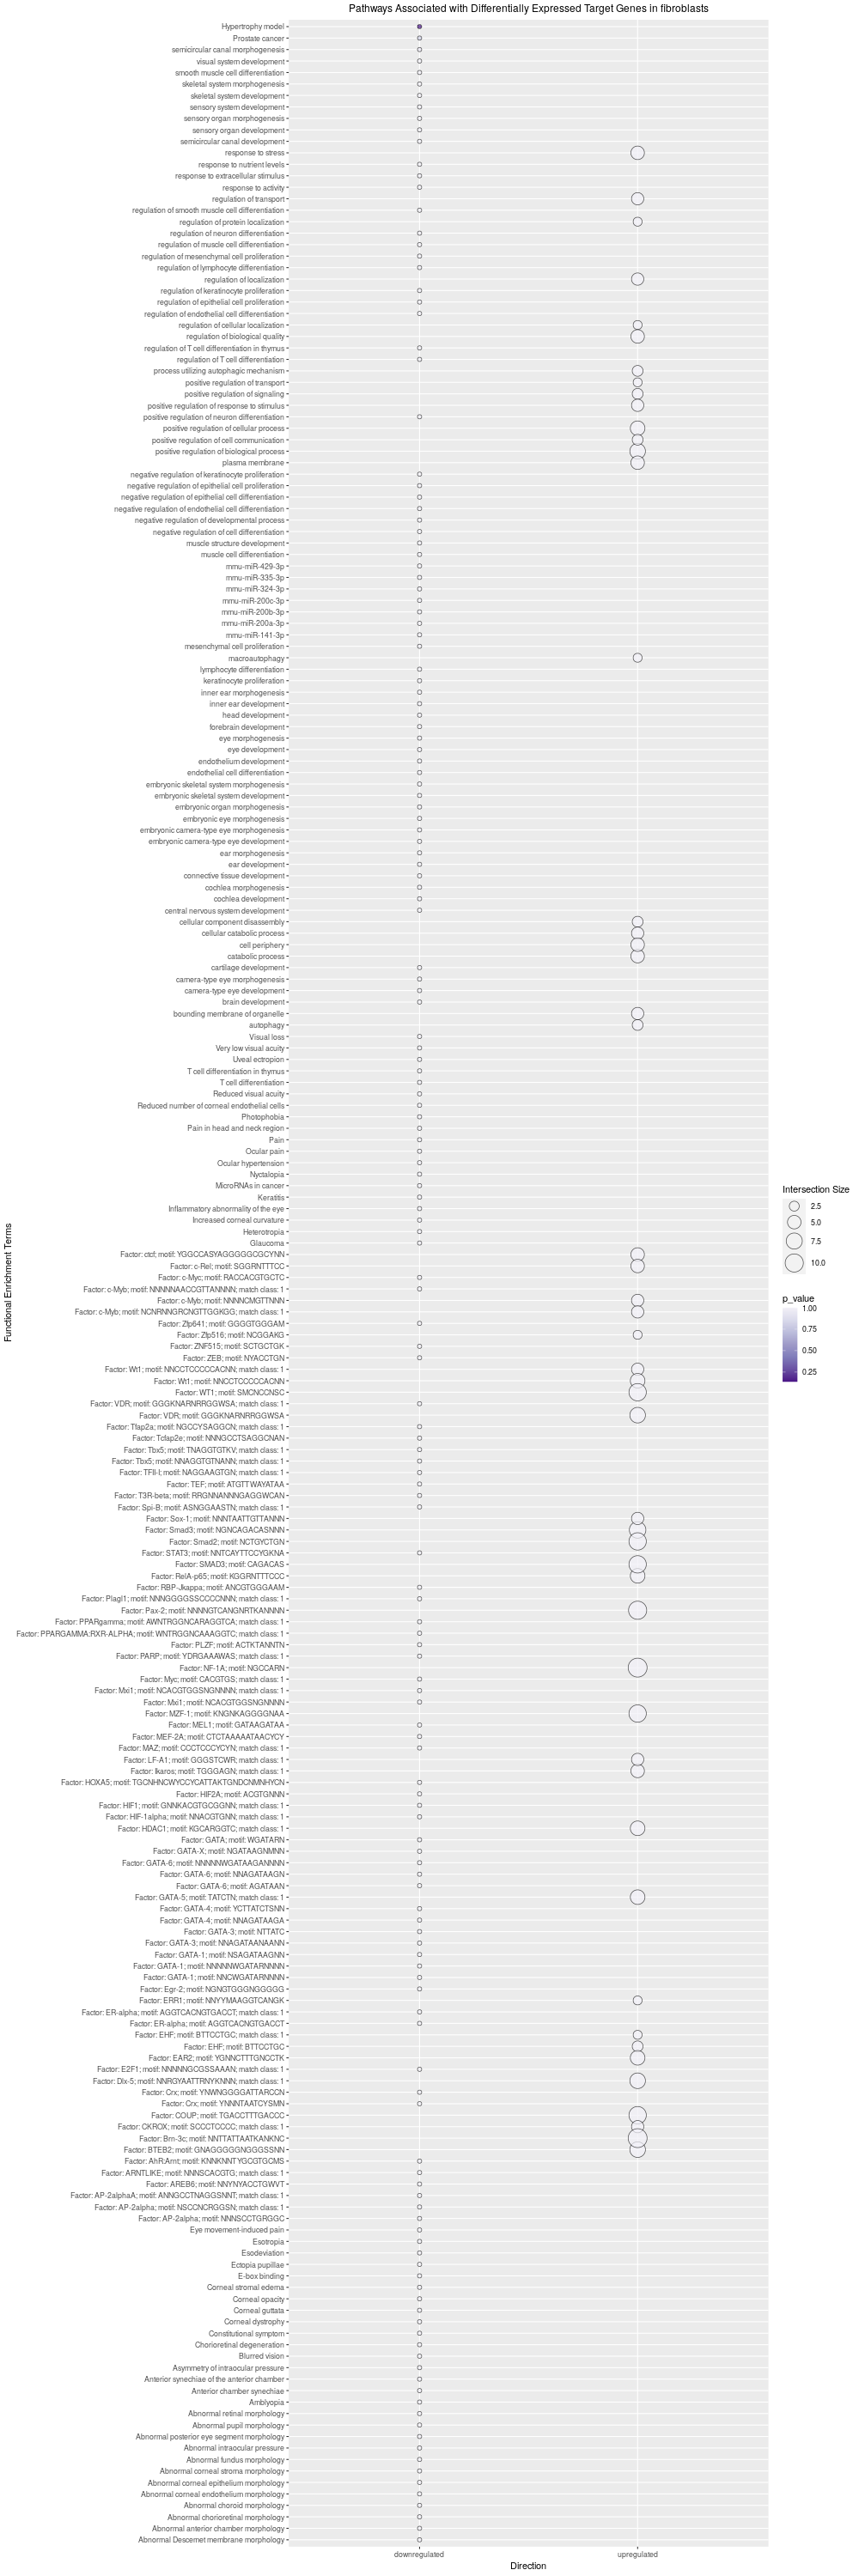 Pathways Associated with Differentially Expressed Target Genes in fibroblasts
Hypertrophy model
Prostate cancer
semicircular canal morphogenesis
visual system development
smooth muscle cell differentiation
skeletal system morphogenesis
skeletal system development
sensory system development
sensory organ morphogenesis
sensory organ development
semicircular canal development
response to stress
response to nutrient levels
response to extracellular stimulus
response to activity
regulation of transport
regulation of smooth muscle cell differentiation
regulation of protein localization
regulation of neuron differentiation
regulation of muscle cell differentiation
regulation of mesenchymal cell proliferation
regulation of lymphocyte differentiation
regulation of localization
regulation of keratinocyte proliferation
regulation of epithelial cell proliferation
regulation of endothelial cell differentiation
regulation of cellular localization
regulation of biological quality
regulation of T cell differentiation in thymus
regulation of T cell differentiation
process utilizing autophagic mechanism
positive regulation of transport
positive regulation of signaling
positive regulation of response to stimulus
positive regulation of neuron differentiation
positive regulation of cellular process
positive regulation of cell communication
positive regulation of biological process
plasma membrane
negative regulation of keratinocyte proliferation
negative regulation of epithelial cell proliferation
negative regulation of epithelial cell differentiation
negative regulation of endothelial cell differentiation
negative regulation of developmental process
negative regulation of cell differentiation
muscle structure development
muscle cell differentiation
mmu-miR-429-3p
mmu-miR-335-3p
mmu-miR-324-3p
mmu-miR-200c-3p
mmu-miR-200b-3p
mmu-miR-200a-3p
mmu-miR-141-3p
mesenchymal cell proliferation
macroautophagy
lymphocyte differentiation
keratinocyte proliferation
inner ear morphogenesis
inner ear development
head development
forebrain development
eye morphogenesis
eye development
endothelium development
endothelial cell differentiation
embryonic skeletal system morphogenesis
embryonic skeletal system development
embryonic organ morphogenesis
embryonic eye morphogenesis
embryonic camera-type eye morphogenesis
embryonic camera-type eye development
ear morphogenesis
ear development
connective tissue development
cochlea morphogenesis
cochlea development
central nervous system development
cellular component disassembly
cellular catabolic process
cell periphery
catabolic process
cartilage development
camera-type eye morphogenesis
camera-type eye development
brain development
bounding membrane of organelle
autophagy
Visual loss
Very low visual acuity
Uveal ectropion
T cell differentiation in thymus
T cell differentiation
Reduced visual acuity
Reduced number of corneal endothelial cells
Photophobia
Pain in head and neck region
Pain
Ocular pain
Ocular hypertension
Nyctalopia
MicroRNAs in cancer
Keratitis
Inflammatory abnormality of the eye
Increased corneal curvature
Heterotropia
Glaucoma
Factor: ctcf; motif: YGGCCASYAGGGGGCGCYNN
Factor: c-Rel; motif: SGGRNTTTCC
Factor: c-Myc; motif: RACCACGTGCTC
Factor: c-Myb; motif: NNNNNAACCGTTANNNN; match class: 1
Factor: c-Myb; motif: NNNNCMGTTNNN
Factor: c-Myb; motif: NCNRNNGRCNGTTGGKGG; match class: 1
Factor: Zfp641; motif: GGGGTGGGAM
Factor: Zfp516; motif: NCGGAKG
Factor: ZNF515; motif: SCTGCTGK
Factor: ZEB; motif: NYACCTGN
Factor: Wt1; motif: NNCCTCCCCCACNN; match class: 1
Factor: Wt1; motif: NNCCTCCCCCACNN
Factor: WT1; motif: SMCNCCNSC
Factor: VDR; motif: GGGKNARNRRGGWSA; match class: 1
Factor: VDR; motif: GGGKNARNRRGGWSA
Factor: Tfap2a; motif: NGCCYSAGGCN; match class: 1
Factor: Tcfap2e; motif: NNNGCCTSAGGCNAN
Factor: Tbx5; motif: TNAGGTGTKV; match class: 1
Factor: Tbx5; motif: NNAGGTGTNANN; match class: 1
Factor: TFII-I; motif: NAGGAAGTGN; match class: 1
Factor: TEF; motif: ATGTTWAYATAA
Factor: T3R-beta; motif: RRGNNANNNGAGGWCAN
Factor: Spi-B; motif: ASNGGAASTN; match class: 1
Factor: Sox-1; motif: NNNTAATTGTTANNN
Factor: Smad3; motif: NGNCAGACASNNN
Factor: Smad2; motif: NCTGYCTGN
Factor: STAT3; motif: NNTCAYTTCCYGKNA
Factor: SMAD3; motif: CAGACAS
Factor: RelA-p65; motif: KGGRNTTTCCC
Factor: RBP-Jkappa; motif: ANCGTGGGAAM
Factor: Plagl1; motif: NNNGGGGSSCCCCNNN; match class: 1
Factor: Pax-2; motif: NNNNGTCANGNRTKANNNN
Factor: PPARgamma; motif: AWNTRGGNCARAGGTCA; match class: 1
Factor: PPARGAMMA:RXR-ALPHA; motif: WNTRGGNCAAAGGTC; match class: 1
Factor: PLZF; motif: ACTKTANNTN
Factor: PARP; motif: YDRGAAAWAS; match class: 1
Factor: NF-1A; motif: NGCCARN
Factor: Myc; motif: CACGTGS; match class: 1
Factor: Mxi1; motif: NCACGTGGSNGNNNN; match class: 1
Factor: Mxi1; motif: NCACGTGGSNGNNNN
Factor: MZF-1; motif: KNGNKAGGGGNAA
Factor: MEL1; motif: GATAAGATAA
Factor: MEF-2A; motif: CTCTAAAAATAACYCY
Factor: MAZ; motif: CCCTCCCYCYN; match class: 1
Factor: LF-A1; motif: GGGSTCWR; match class: 1
Factor: Ikaros; motif: TGGGAGN; match class: 1
Factor: HOXA5; motif: TGCNHNCWYCCYCATTAKTGNDCNMNHYCN
Factor: HIF2A; motif: ACGTGNNN
Factor: HIF1; motif: GNNKACGTGCGGNN; match class: 1
Factor: HIF-1alpha; motif: NNACGTGNN; match class: 1
Factor: HDAC1; motif: KGCARGGTC; match class: 1
Factor: GATA; motif: WGATARN
Factor: GATA-X; motif: NGATAAGNMNN
Factor: GATA-6; motif: NNNNNWGATAAGANNNN
Factor: GATA-6; motif: NNAGATAAGN
Factor: GATA-6; motif: AGATAAN
Factor: GATA-5; motif: TATCTN; match class: 1
Factor: GATA-4; motif: YCTTATCTSNN
Factor: GATA-4; motif: NNAGATAAGA
Factor: GATA-3; motif: NTTATC
Factor: GATA-3; motif: NNAGATAANAANN
Factor: GATA-1; motif: NSAGATAAGNN
Factor: GATA-1; motif: NNNNNWGATARNNNN
Factor: GATA-1; motif: NNCWGATARNNNN
Factor: Egr-2; motif: NGNGTGGGNGGGGG
Factor: ERR1; motif: NNYYMAAGGTCANGK
Factor: ER-alpha; motif: AGGTCACNGTGACCT; match class: 1
Factor: ER-alpha; motif: AGGTCACNGTGACCT
Factor: EHF; motif: BTTCCTGC; match class: 1
Factor: EHF; motif: BTTCCTGC
Factor: EAR2; motif: YGNNCTTTGNCCTK
Factor: E2F1; motif: NNNNNGCGSSAAAN; match class: 1
Factor: Dlx-5; motif: NNRGYAATTRNYKNNN; match class: 1
Factor: Crx; motif: YNWNGGGGATTARCCN
Factor: Crx; motif: YNNNTAATCYSMN
Factor: COUP; motif: TGACCTTTGACCC
Factor: CKROX; motif: SCCCTCCCC; match class: 1
Factor: Brn-3c; motif: NNTTATTAATKANKNC
Factor: BTEB2; motif: GNAGGGGGNGGGSSNN
Factor: AhR:Arnt; motif: KNNKNNTYGCGTGCMS
Factor: ARNTLIKE; motif: NNNSCACGTG; match class: 1
Factor: AREB6; motif: NNYNYACCTGWVT
Factor: AP-2alphaA; motif: ANNGCCTNAGGSNNT; match class: 1
Factor: AP-2alpha; motif: NSCCNCRGGSN; match class: 1
Factor: AP-2alpha; motif: NNNSCCTGRGGC
Eye movement-induced pain
Esotropia
Esodeviation
Ectopia pupillae
E-box binding
Corneal stromal edema
Corneal opacity
Corneal guttata
Corneal dystrophy
Constitutional symptom
Chorioretinal degeneration
Blurred vision
Asymmetry of intraocular pressure
Anterior synechiae of the anterior chamber
Anterior chamber synechiae
Amblyopia
Abnormal retinal morphology
Abnormal pupil morphology
Abnormal posterior eye segment morphology
Abnormal intraocular pressure
Abnormal fundus morphology
Abnormal corneal stroma morphology
Abnormal corneal epithelium morphology
Abnormal corneal endothelium morphology
Abnormal choroid morphology
Abnormal chorioretinal morphology
Abnormal anterior chamber morphology
Abnormal Descemet membrane morphology
Functional Enrichment Terms
downregulated
upregulated
Direction
Intersection Size
2.5
5.0
7.5
10.0
p_value
1.00
0.75
0.50
0.25